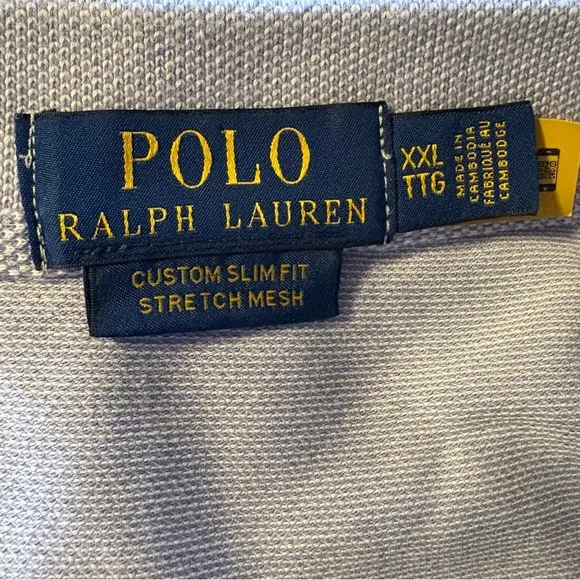 POLO
RALPH LAUREN
CUSTOM SLIM FIT
STRETCH MESH
XXL
TTG
MADE IN
CAMBODIA
FABRIQUÉ AU
CAMBODGE